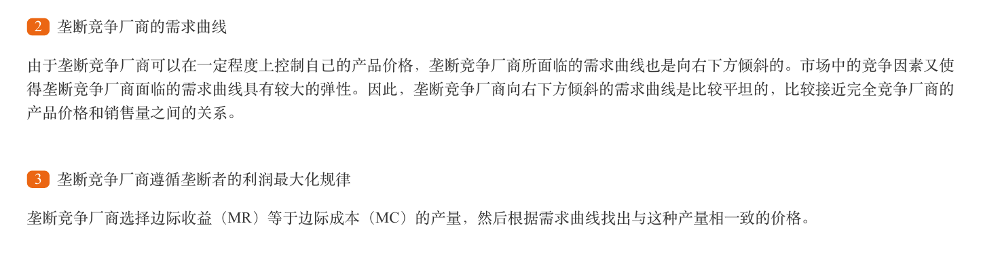 2 垄断竞争厂商的需求曲线
由于垄断竞争厂商可以在一定程度上控制自己的产品价格，垄断竞争厂商所面临的需求曲线也是向右下方倾斜的。市场中的竞争因素又使
得垄断竞争厂商面临的需求曲线具有较大的弹性。因此，垄断竞争厂商向右下方倾斜的需求曲线是比较平坦的，比较接近完全竞争厂商的
产品价格和销售量之间的关系。
3 垄断竞争厂商遵循垄断者的利润最大化规律
垄断竞争厂商选择边际收益（MR）等于边际成本（MC）的产量，然后根据需求曲线找出与这种产量相一致的价格。